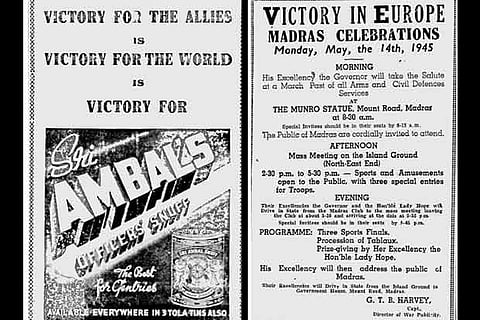 VICTORY FOR THE ALLIES
IS
VICTORY FOR THE WORLD
IS
VICTORY FOR
Sri
AMBAL'S
OFFICERS SNUFF
The Best
for Gentries
AVAILABLE EVERYWHERE IN 3 TOLA TINS ALSO
VICTORY IN EUROPE
MADRAS CELEBRATIONS
Monday, May, the 14th, 1945
MORNING
His Excellency the Governor will take the Salute
at a March Past of all Arms and Civil Defences
Services
AT
THE MUNRO STATUE, Mount Road, Madras
at 8-30 a.m.
Special Invitees should be in their seats by 8-15 a.m.
The Public of Madras are cordially invited to attend.
AFTERNOON
Mass Meeting on the Island Ground
(North-East End)
2-30 p.m. to 5-30 p.m. — Sports and Amusements
open to the Public, with three special entries
for Troops.
EVENING
Their Excellencies the Governor and the Hon'ble Lady Hope will
Drive in State from the Madras Club to the mass meeting leaving
the Club at about 5-20 and arriving at the dais at 5-35 p.m.
Special Invitees should be in their seats by 5-45 p.m.
PROGRAMME: Three Sports Finals.
Procession of Tablaux.
Prize-giving by Her Excellency the
Hon'ble Lady Hope.
His Excellency will then address the public of
Madras.
Their Excellencies will Drive in State from the Island Ground to
Government House, Mount Road, Madras.
G. T. B. HARVEY,
Capt.,
Director of War Publicity.